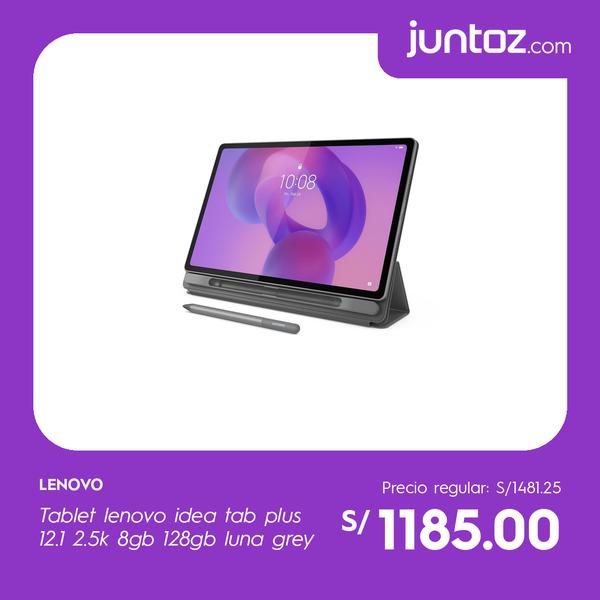 juntoz.com
10:08
LENOVO
Tablet lenovo idea tab plus
12.1 2.5k 8gb 128gb luna grey
Precio regular: S/1481.25
S/ 1185.00